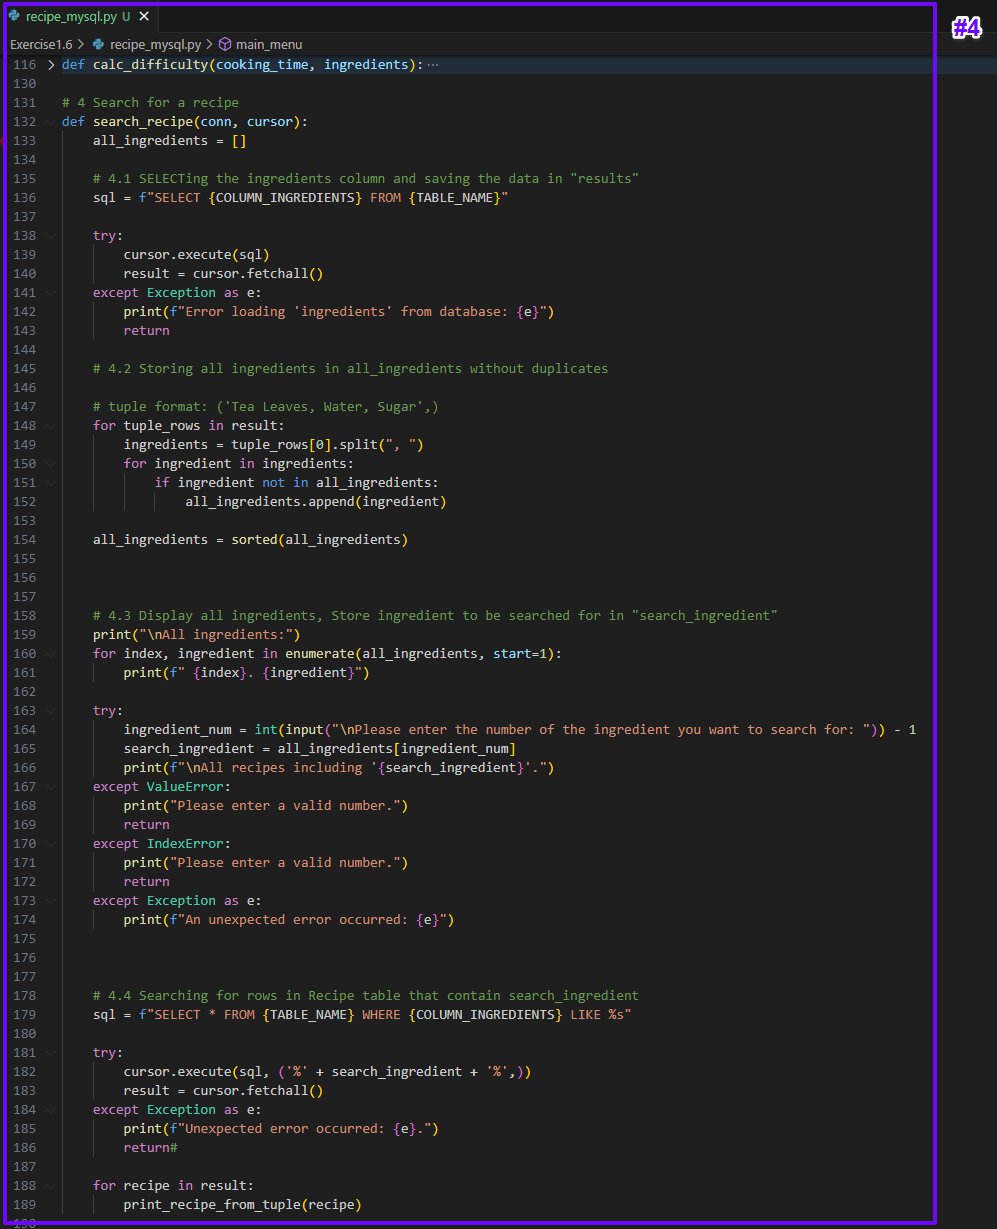 recipe_mysql.py U ✕
#4
Exercise1.6 > recipe_mysql.py > main_menu
116 > def calc_difficulty(cooking_time, ingredients): ···
130
131 # 4 Search for a recipe
132 def search_recipe(conn, cursor):
133     all_ingredients = []
134
135     # 4.1 SELECTing the ingredients column and saving the data in "results"
136     sql = f"SELECT {COLUMN_INGREDIENTS} FROM {TABLE_NAME}"
137
138     try:
139         cursor.execute(sql)
140         result = cursor.fetchall()
141     except Exception as e:
142         print(f"Error loading 'ingredients' from database: {e}")
143         return
144
145     # 4.2 Storing all ingredients in all_ingredients without duplicates
146
147     # tuple format: ('Tea Leaves, Water, Sugar',)
148     for tuple_rows in result:
149         ingredients = tuple_rows[0].split(", ")
150         for ingredient in ingredients:
151             if ingredient not in all_ingredients:
152                 all_ingredients.append(ingredient)
153
154     all_ingredients = sorted(all_ingredients)
155
156
157
158     # 4.3 Display all ingredients, Store ingredient to be searched for in "search_ingredient"
159     print("\nAll ingredients:")
160     for index, ingredient in enumerate(all_ingredients, start=1):
161         print(f" {index}. {ingredient}")
162
163     try:
164         ingredient_num = int(input("\nPlease enter the number of the ingredient you want to search for: ")) - 1
165         search_ingredient = all_ingredients[ingredient_num]
166         print(f"\nAll recipes including '{search_ingredient}'.")
167     except ValueError:
168         print("Please enter a valid number.")
169         return
170     except IndexError:
171         print("Please enter a valid number.")
172         return
173     except Exception as e:
174         print(f"An unexpected error occurred: {e}")
175
176
177
178     # 4.4 Searching for rows in Recipe table that contain search_ingredient
179     sql = f"SELECT * FROM {TABLE_NAME} WHERE {COLUMN_INGREDIENTS} LIKE %s"
180
181     try:
182         cursor.execute(sql, ('%' + search_ingredient + '%',))
183         result = cursor.fetchall()
184     except Exception as e:
185         print(f"Unexpected error occurred: {e}.")
186         return#
187
188     for recipe in result:
189         print_recipe_from_tuple(recipe)
190